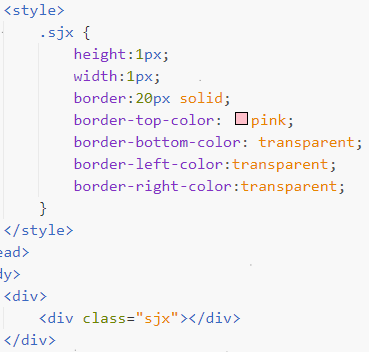 <style>
.sjx {
height:1px;
width:1px;
border:20px solid;
border-top-color: pink;
border-bottom-color: transparent;
border-left-color:transparent;
border-right-color:transparent;
}
</style>
ead>
dy>
<div>
<div class="sjx"></div>
</div>